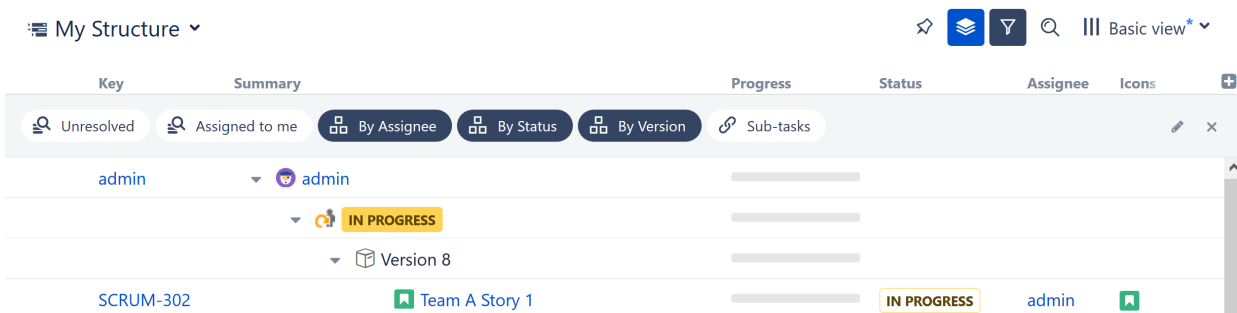 My Structure
Basic view*
Key Summary Progress Status Assignee Icons
Unresolved Assigned to me By Assignee By Status By Version Sub-tasks
admin admin
IN PROGRESS
Version 8
SCRUM-302 Team A Story 1 IN PROGRESS admin